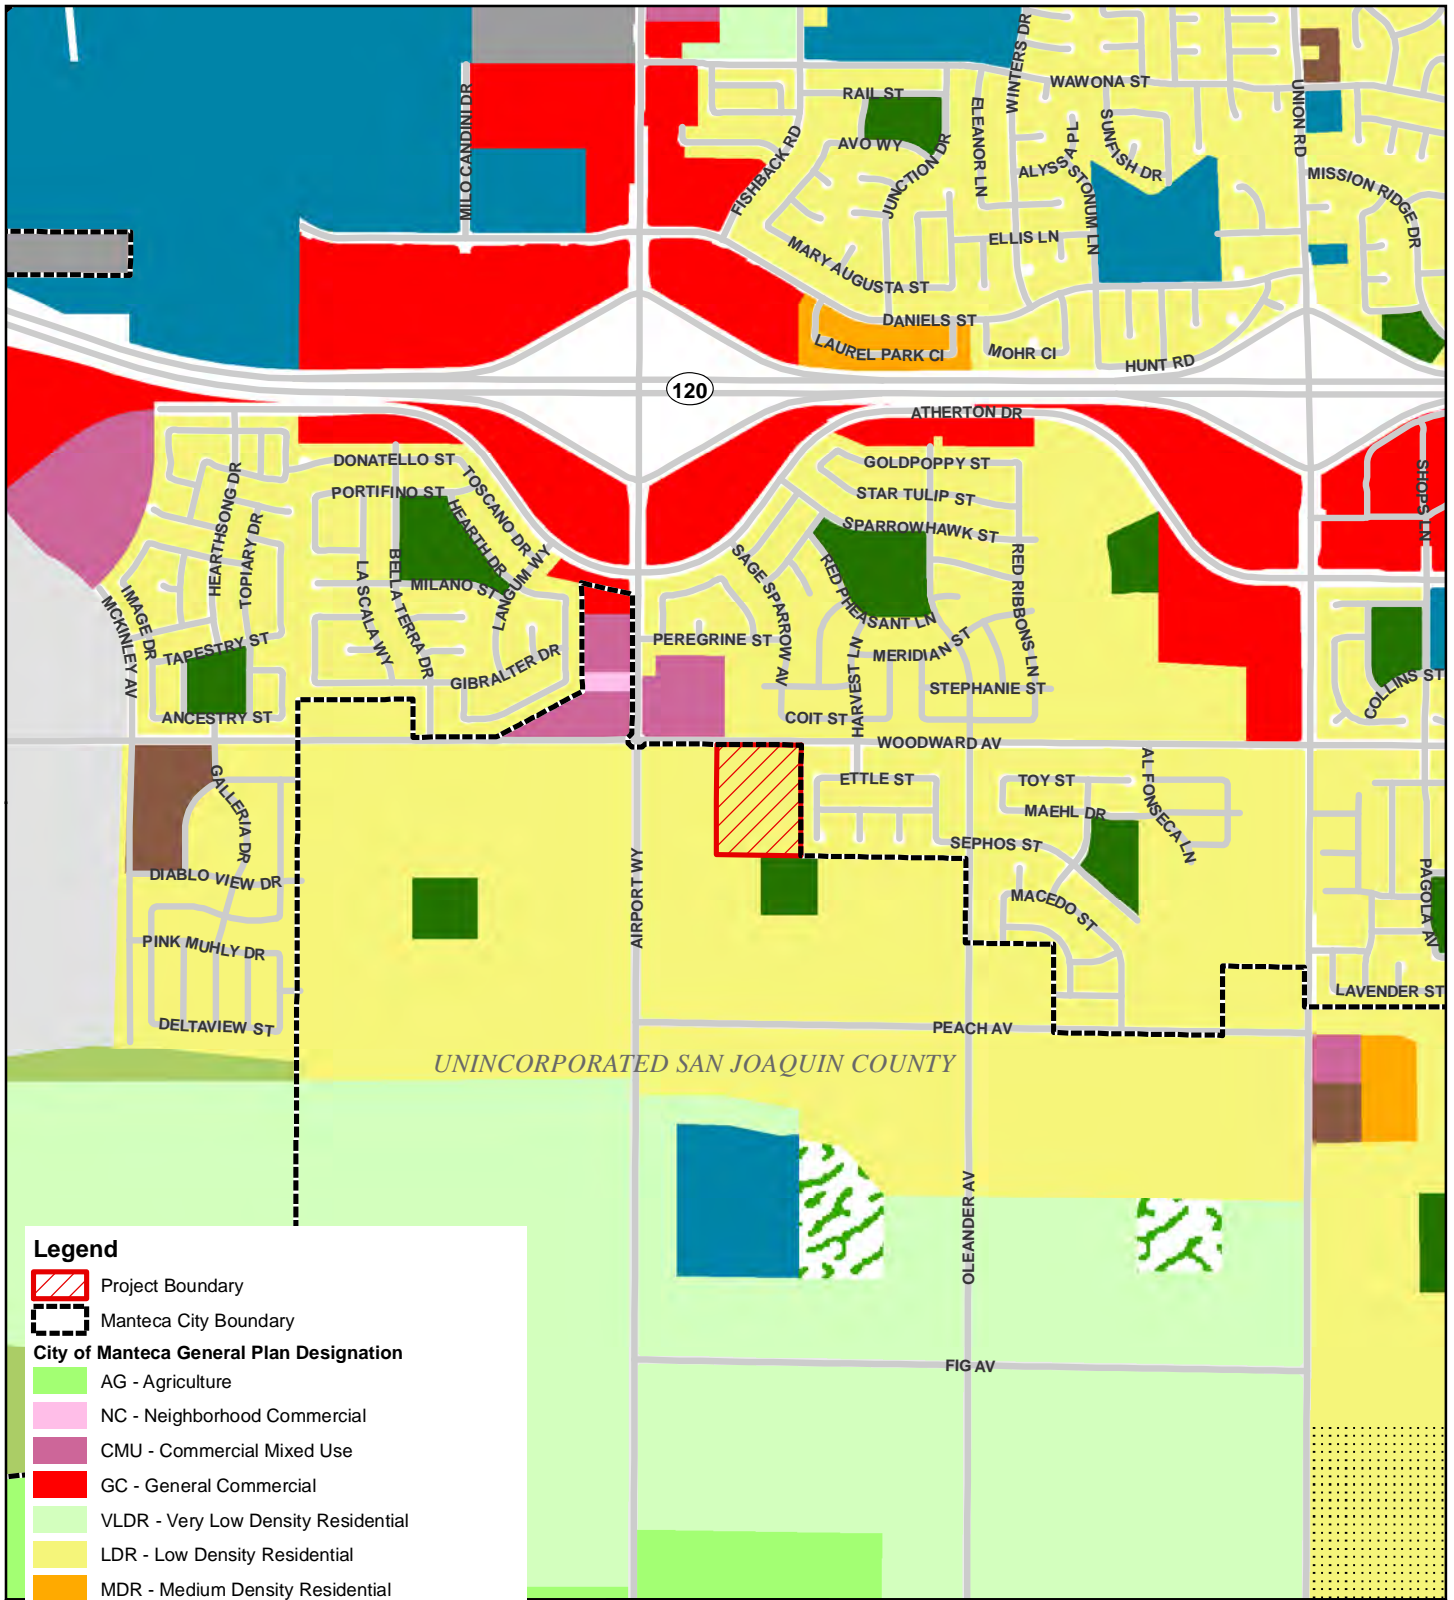 MILO CANDINI DR
RAIL ST
AVO WY
FISHBACK RD
JUNCTION DR
ELEANOR LN
WINTERS DR
WAWONA ST
ALYSSA PL
SUNFISH DR
STONUM LN
UNION RD
MISSION RIDGE DR
ELLIS LN
MARY AUGUSTA ST
DANIELS ST
LAUREL PARK CI
MOHR CI
HUNT RD
120
ATHERTON DR
DONATELLO ST
PORTIFINO ST
TOSCANO DR
HEARTH DR
HEARTHSONG DR
TOPIARY DR
LA SCALA WY
BELLA TERRA DR
MILANO ST
LANGUM WY
GIBRALTER DR
IMAGE DR
MCKINLEY AV
TAPESTRY ST
ANCESTRY ST
GOLDPOPPY ST
STAR TULIP ST
SPARROWHAWK ST
SAGE SPARROW AV
RED PHEASANT LN
RED RIBBONS LN
PEREGRINE ST
HARVEST LN
MERIDIAN ST
STEPHANIE ST
COIT ST
SHOPS LN
COLLINS ST
WOODWARD AV
GALLERIA DR
DIABLO VIEW DR
PINK MUHLY DR
DELTAVIEW ST
AIRPORT WY
ETTLE ST
TOY ST
MAEHL DR
AL FONSECA LN
SEPHOS ST
MACEDO ST
PAGOLA AV
LAVENDER ST
PEACH AV
UNINCORPORATED SAN JOAQUIN COUNTY
OLEANDER AV
FIG AV
Legend
Project Boundary
Manteca City Boundary
City of Manteca General Plan Designation
AG - Agriculture
NC - Neighborhood Commercial
CMU - Commercial Mixed Use
GC - General Commercial
VLDR - Very Low Density Residential
LDR - Low Density Residential
MDR - Medium Density Residential